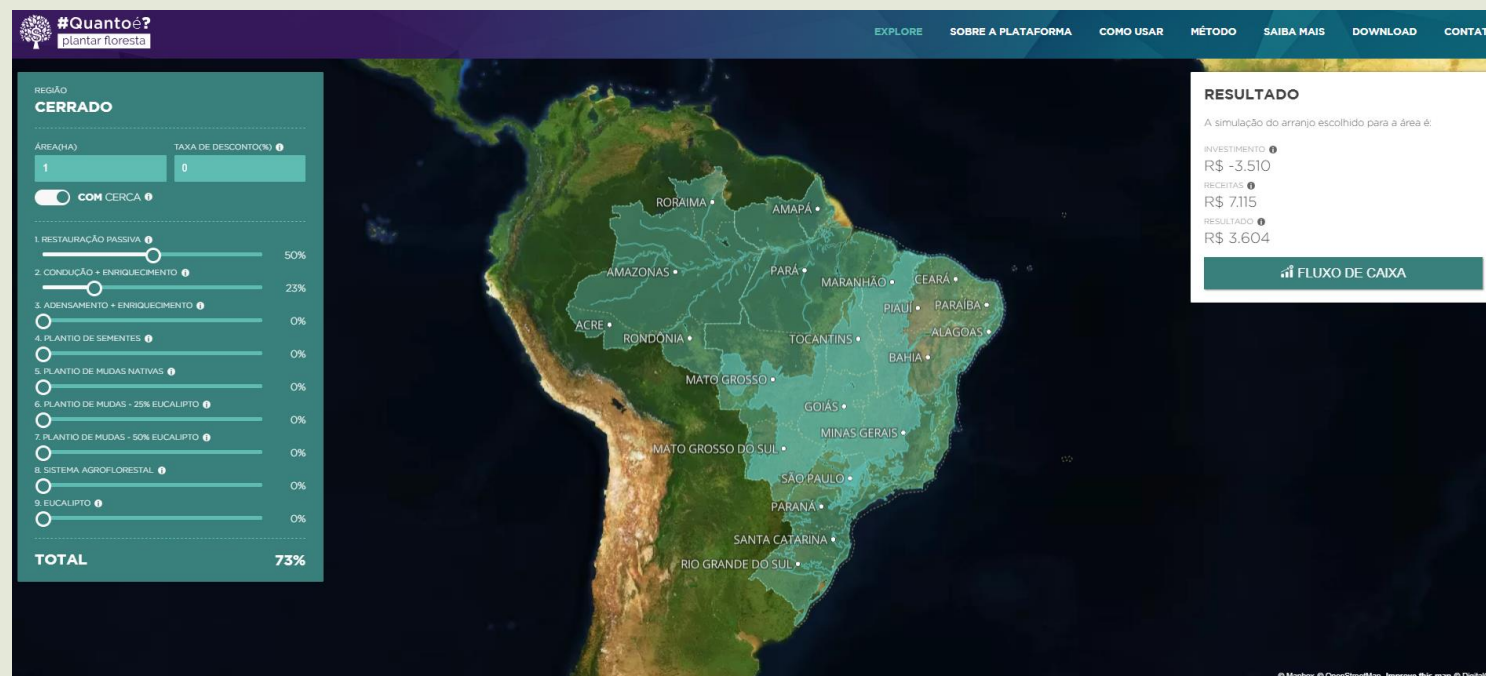 #Quantoé?
plantar floresta
EXPLORE SOBRE A PLATAFORMA COMO USAR MÉTODO SAIBA MAIS DOWNLOAD CONTAT
REGIÃO
CERRADO
ÁREA(HA) TAXA DE DESCONTO(%)
1 0
COM CERCA
1. RESTAURAÇÃO PASSIVA
50%
2. CONDUÇÃO + ENRIQUECIMENTO
23%
3. ADENSAMENTO + ENRIQUECIMENTO
0%
4. PLANTIO DE SEMENTES
0%
5. PLANTIO DE MUDAS NATIVAS
0%
6. PLANTIO DE MUDAS - 25% EUCALIPTO
0%
7. PLANTIO DE MUDAS - 50% EUCALIPTO
0%
8. SISTEMA AGROFLORESTAL
0%
9. EUCALIPTO
0%
TOTAL 73%
RORAIMA
AMAPÁ
AMAZONAS
PARÁ
MARANHÃO
CEARÁ
PIAUÍ
PARAÍBA
ACRE
RONDÔNIA
TOCANTINS
ALAGOAS
BAHIA
MATO GROSSO
GOIÁS
MINAS GERAIS
MATO GROSSO DO SUL
SÃO PAULO
PARANÁ
SANTA CATARINA
RIO GRANDE DO SUL
RESULTADO
A simulação do arranjo escolhido para a área é:
INVESTIMENTO
R$ -3.510
RECEITAS
R$ 7.115
RESULTADO
R$ 3.604
FLUXO DE CAIXA
© Mapbox © OpenStreetMap Improve this map © Digital